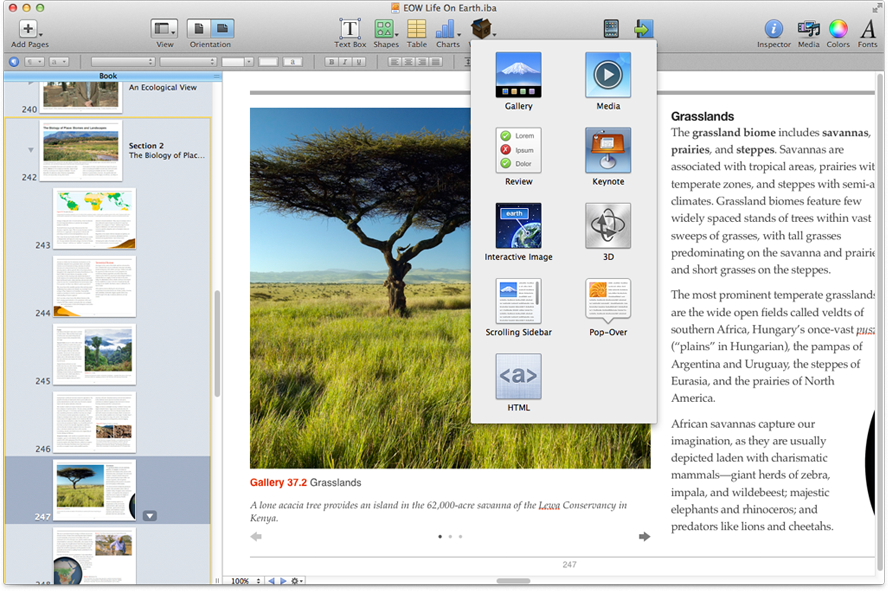 EOW Life On Earth.iba
Add Pages
View
Orientation
Text Box
Shapes
Table
Charts
Inspector
Media
Colors
Fonts
B I U
Book
240
An Ecological View
The Biology of Place: Biomes and Landscapes
Section 2
The Biology of Plac...
242
243
244
245
246
247
248
Gallery
Media
Lorem
Ipsum
Dolor
Review
Keynote
earth
Interactive Image
3D
Scrolling Sidebar
Pop-Over
<a>
HTML
Gallery 37.2 Grasslands
A lone acacia tree provides an island in the 62,000-acre savanna of the Lewa Conservancy in
Kenya.
Grasslands
The grassland biome includes savannas,
prairies, and steppes. Savannas are
associated with tropical areas, prairies wit
temperate zones, and steppes with semi-a
climates. Grassland biomes feature few
widely spaced stands of trees within vast
sweeps of grasses, with tall grasses
predominating on the savanna and prairie
and short grasses on the steppes.
The most prominent temperate grasslands
are the wide open fields called veldts of
southern Africa, Hungary's once-vast pusz
("plains" in Hungarian), the pampas of
Argentina and Uruguay, the steppes of
Eurasia, and the prairies of North
America.
African savannas capture our
imagination, as they are usually
depicted laden with charismatic
mammals—giant herds of zebra,
impala, and wildebeest; majestic
elephants and rhinoceros; and
predators like lions and cheetahs.
247
100%